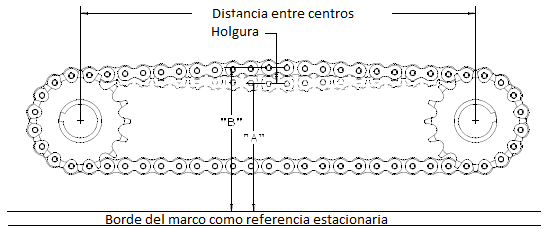 Distancia entre centros
Holgura
"B"
"A"
Borde del marco como referencia estacionaria